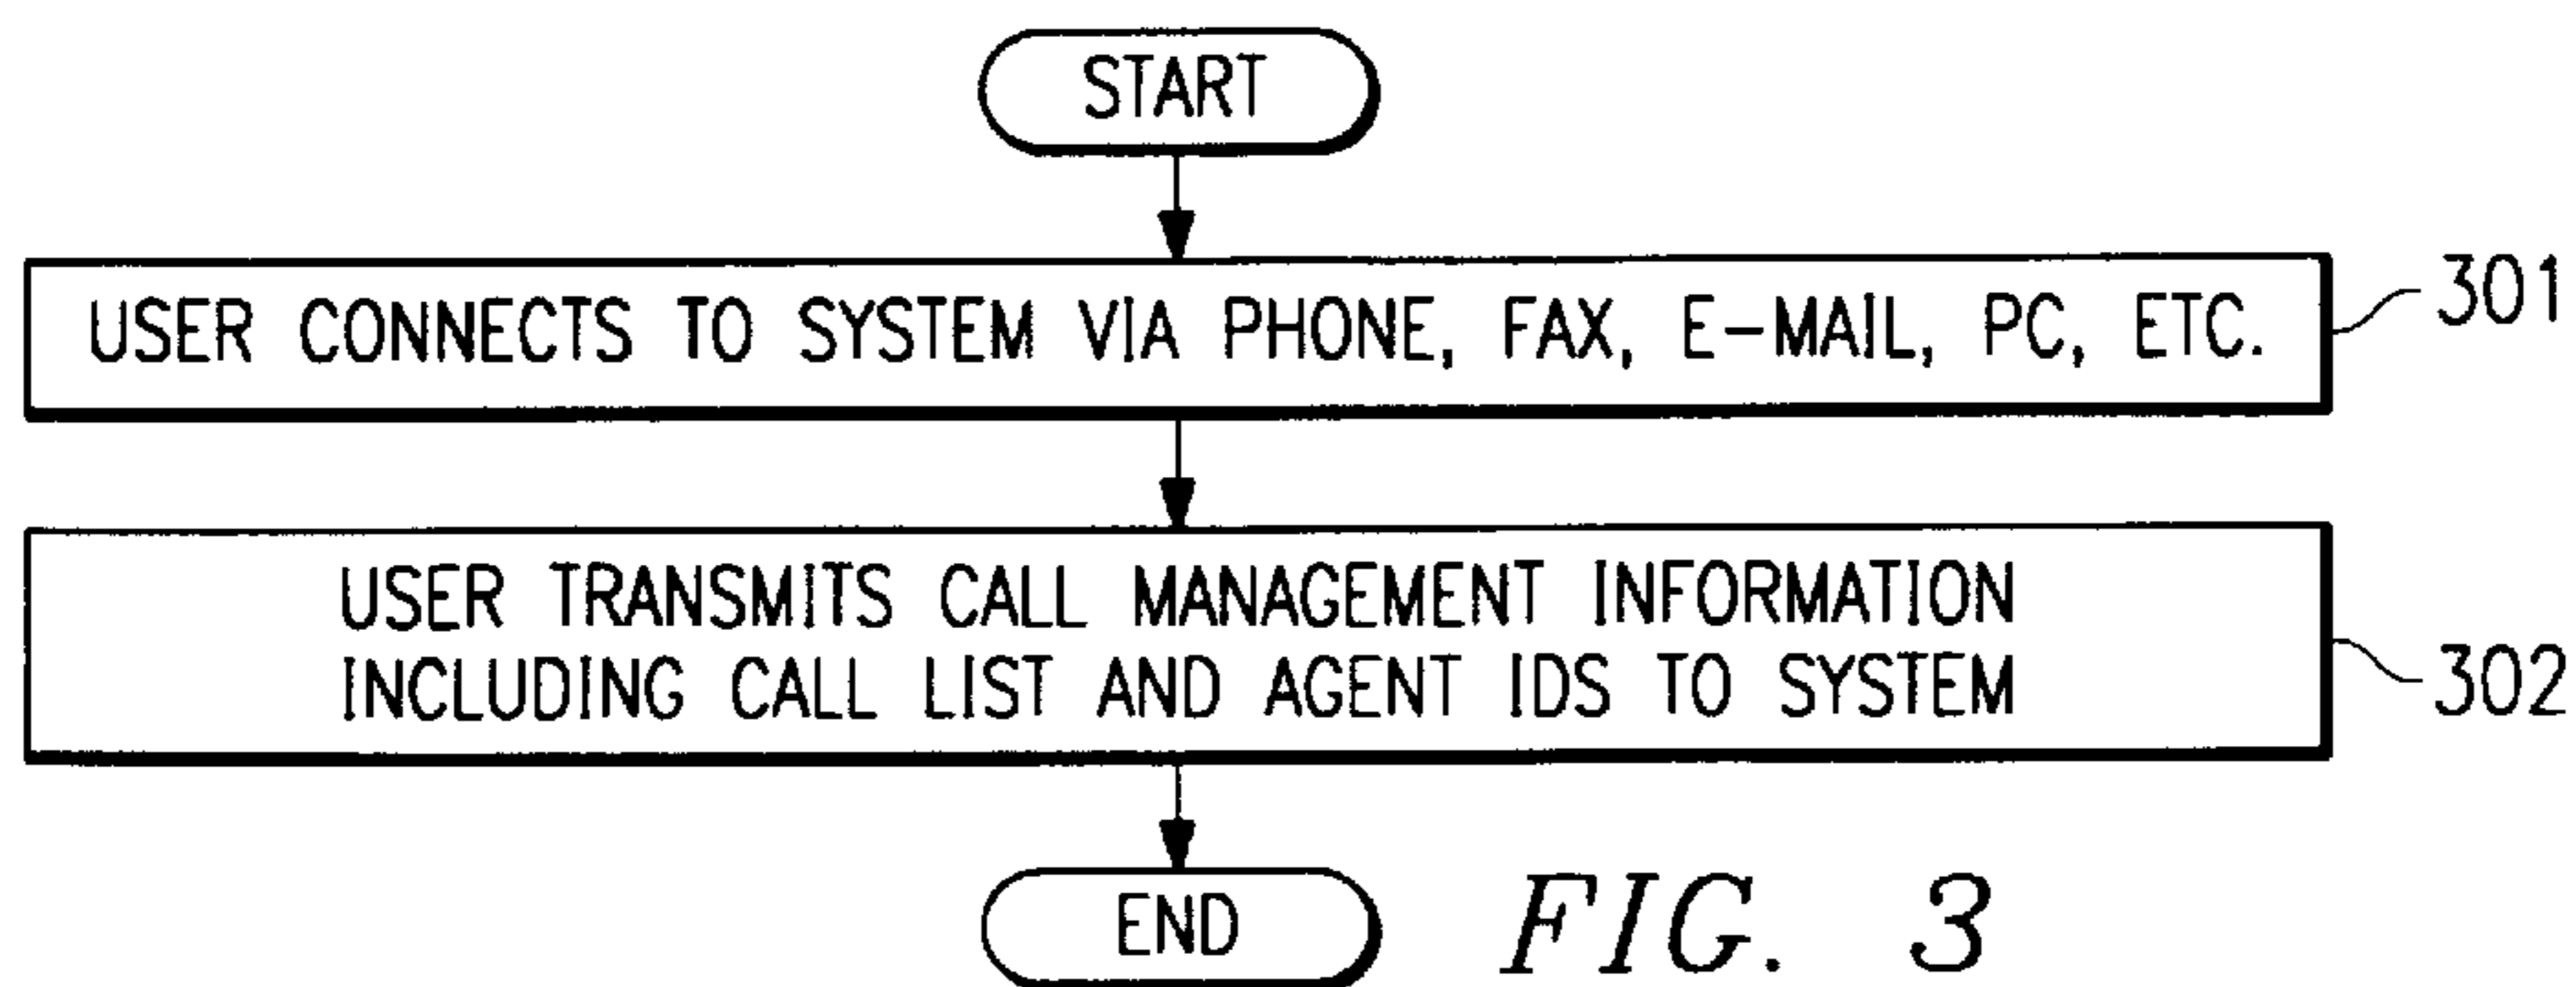 START
USER CONNECTS TO SYSTEM VIA PHONE, FAX, E-MAIL, PC, ETC.
301
USER TRANSMITS CALL MANAGEMENT INFORMATION
INCLUDING CALL LIST AND AGENT IDS TO SYSTEM
302
END
FIG. 3